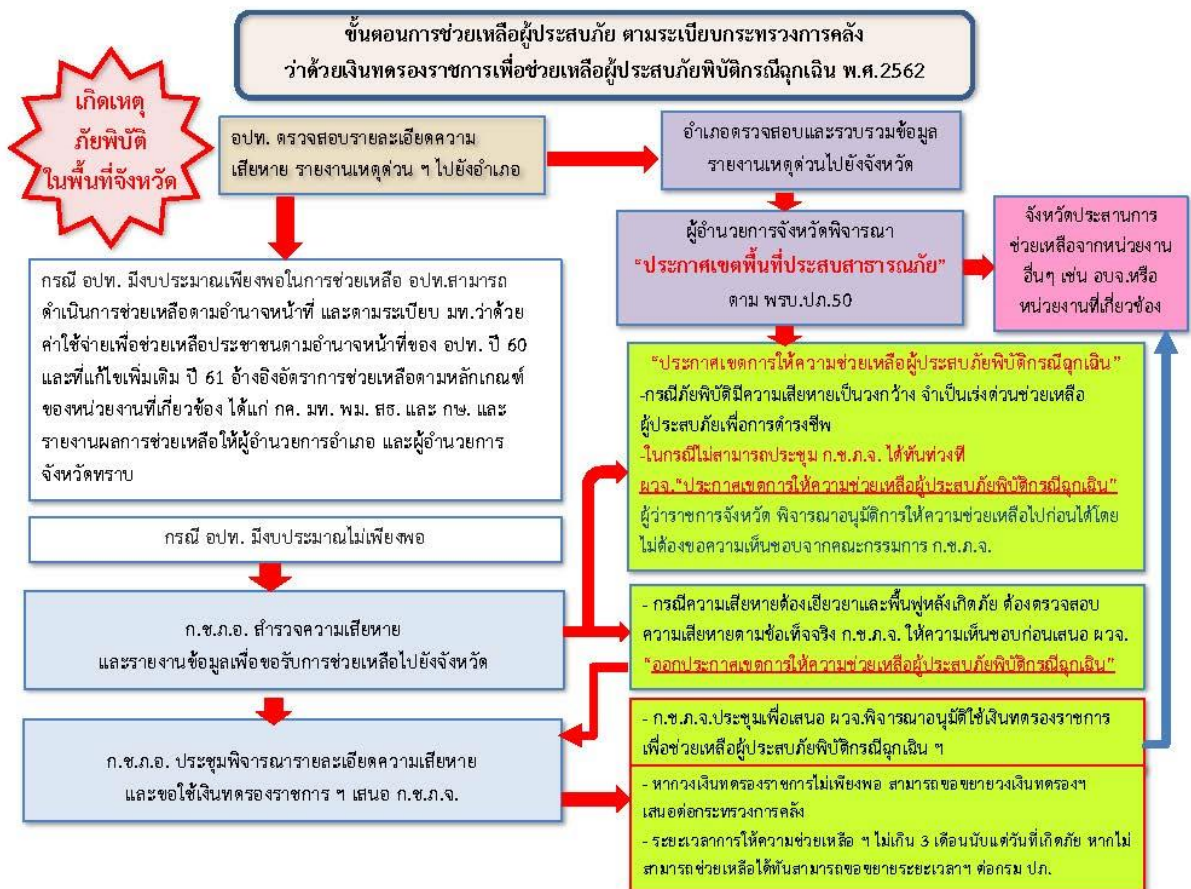 ขั้นตอนการช่วยเหลือผู้ประสบภัย ตามระเบียบกระทรวงการคลัง
ว่าด้วยเงินทดรองราชการเพื่อช่วยเหลือผู้ประสบภัยพิบัติกรณีฉุกเฉิน พ.ศ.2562
เกิดเหตุ
ภัยพิบัติ
ในพื้นที่จังหวัด
อปท. ตรวจสอบรายละเอียดความ
เสียหาย รายงานเหตุด่วน ฯ ไปยังอำเภอ
อำเภอตรวจสอบและรวบรวมข้อมูล
รายงานเหตุด่วนไปยังจังหวัด
ผู้อำนวยการจังหวัดพิจารณา
"ประกาศเขตพื้นที่ประสบสาธารณภัย"
ตาม พรบ.ปภ.50
จังหวัดประสานการ
ช่วยเหลือจากหน่วยงาน
อื่นๆ เช่น อบจ.หรือ
หน่วยงานที่เกี่ยวข้อง
กรณี อปท. มีงบประมาณเพียงพอในการช่วยเหลือ อปท.สามารถ
ดำเนินการช่วยเหลือตามอำนาจหน้าที่ และตามระเบียบ มท.ว่าด้วย
ค่าใช้จ่ายเพื่อช่วยเหลือประชาชนตามอำนาจหน้าที่ของ อปท. ปี 60
และที่แก้ไขเพิ่มเติม ปี 61 อ้างอิงอัตราการช่วยเหลือตามหลักเกณฑ์
ของหน่วยงานที่เกี่ยวข้อง ได้แก่ กค. มท. พม. สธ. และ กษ. และ
รายงานผลการช่วยเหลือให้ผู้อำนวยการอำเภอ และผู้อำนวยการ
จังหวัดทราบ
กรณี อปท. มีงบประมาณไม่เพียงพอ
ก.ช.ภ.อ. สำรวจความเสียหาย
และรายงานข้อมูลเพื่อขอรับการช่วยเหลือไปยังจังหวัด
ก.ช.ภ.อ. ประชุมพิจารณารายละเอียดความเสียหาย
และขอใช้เงินทดรองราชการ ฯ เสนอ ก.ช.ภ.จ.
"ประกาศเขตการให้ความช่วยเหลือผู้ประสบภัยพิบัติกรณีฉุกเฉิน"
-กรณีภัยพิบัติมีความเสียหายเป็นวงกว้าง จำเป็นเร่งด่วนช่วยเหลือ
ผู้ประสบภัยเพื่อการดำรงชีพ
-ในกรณีไม่สามารถประชุม ก.ช.ภ.จ. ได้ทันท่วงที
ผวจ."ประกาศเขตการให้ความช่วยเหลือผู้ประสบภัยพิบัติกรณีฉุกเฉิน"
ผู้ว่าราชการจังหวัด พิจารณาอนุมัติการให้ความช่วยเหลือไปก่อนได้โดย
ไม่ต้องขอความเห็นชอบจากคณะกรรมการ ก.ช.ภ.จ.
- กรณีความเสียหายต้องเยียวยาและฟื้นฟูหลังเกิดภัย ต้องตรวจสอบ
ความเสียหายตามข้อเท็จจริง ก.ช.ภ.จ. ให้ความเห็นชอบก่อนเสนอ ผวจ.
"ออกประกาศเขตการให้ความช่วยเหลือผู้ประสบภัยพิบัติกรณีฉุกเฉิน"
- ก.ช.ภ.จ.ประชุมเพื่อเสนอ ผวจ.พิจารณาอนุมัติใช้เงินทดรองราชการ
เพื่อช่วยเหลือผู้ประสบภัยพิบัติกรณีฉุกเฉิน ฯ
- หากวงเงินทดรองราชการไม่เพียงพอ สามารถขอขยายวงเงินทดรองฯ
เสนอต่อกระทรวงการคลัง
- ระยะเวลาการให้ความช่วยเหลือ ฯ ไม่เกิน 3 เดือนนับแต่วันที่เกิดภัย หากไม่
สามารถช่วยเหลือได้ทันสามารถขอขยายระยะเวลาฯ ต่อกรม ปภ.